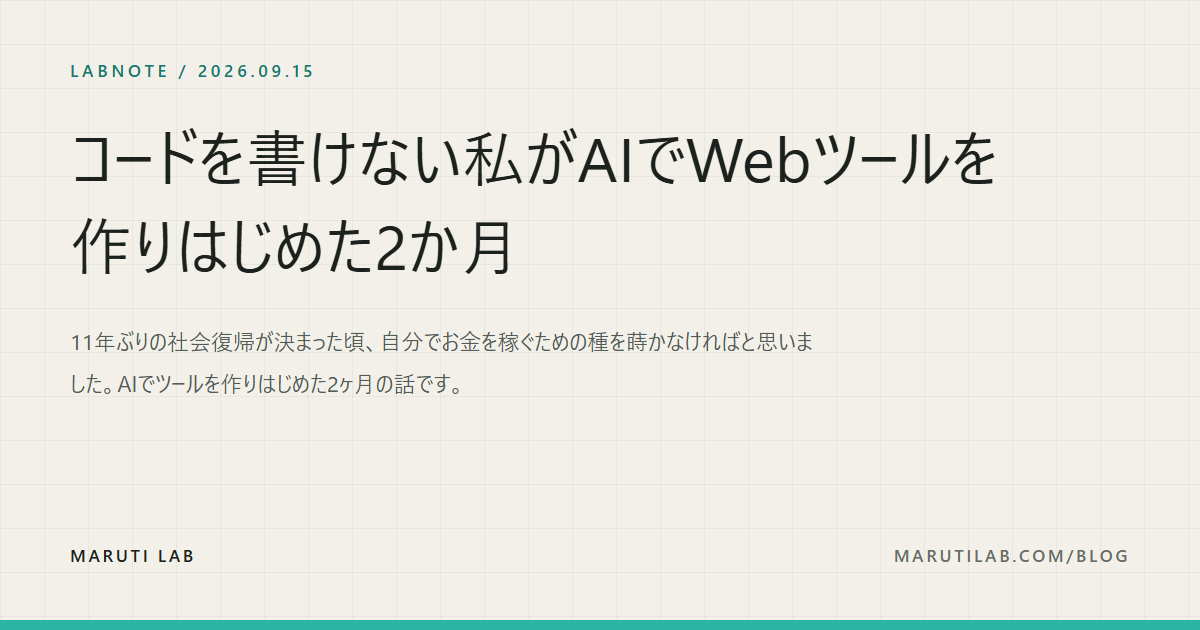 LABNOTE / 2026.09.15
コードを書けない私がAIでWebツールを
作りはじめた2か月
11年ぶりの社会復帰が決まった頃、自分でお金を稼ぐための種を蒔かなければと思いま
した。AIでツールを作りはじめた2ヶ月の話です。
MARUTI LAB
MARUTILAB.COM/BLOG